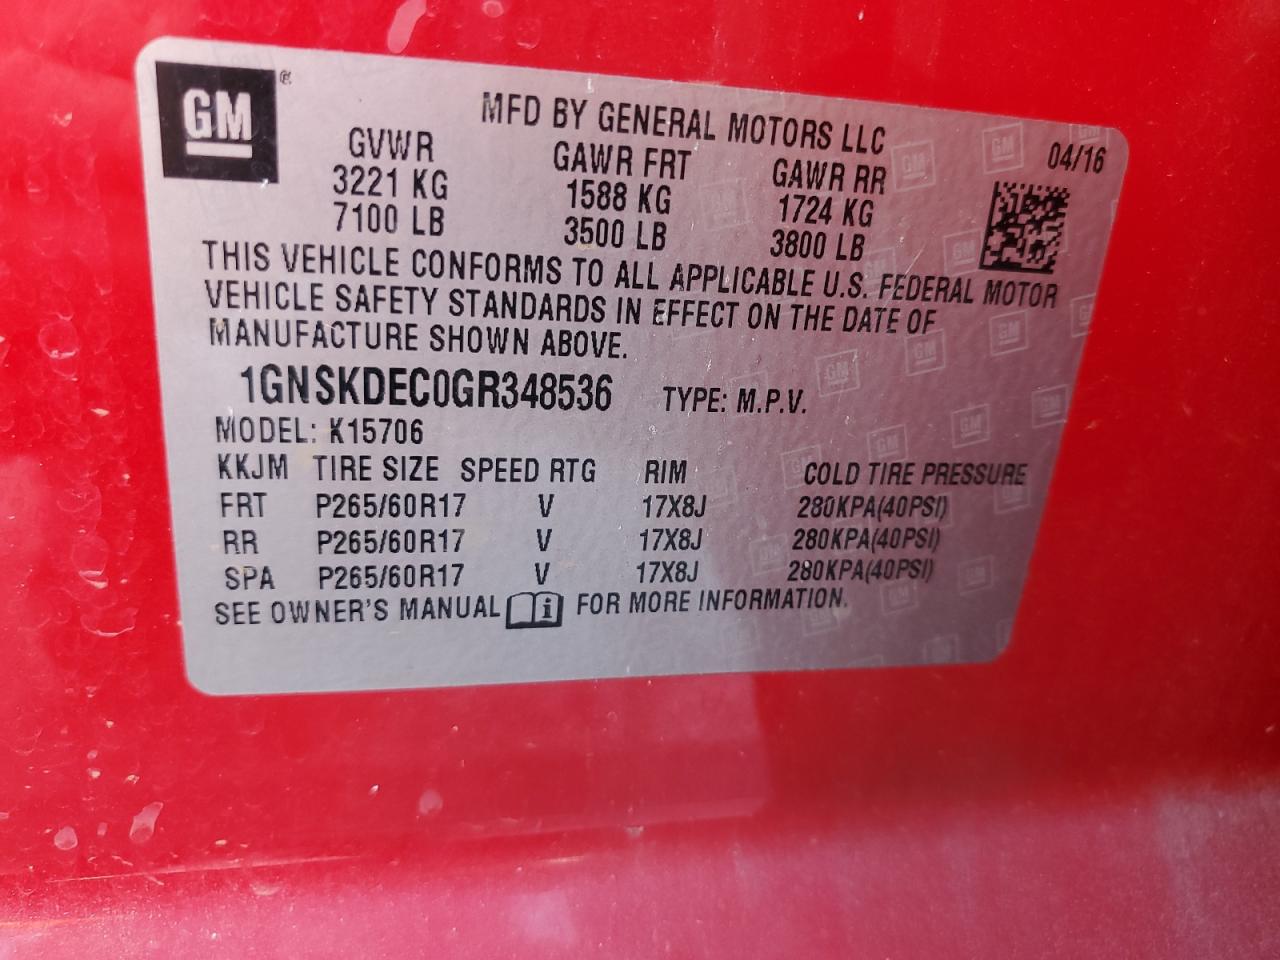 GM ®
MFD BY GENERAL MOTORS LLC
04/16
GVWR GAWR FRT GAWR RR
3221 KG 1588 KG 1724 KG
7100 LB 3500 LB 3800 LB
THIS VEHICLE CONFORMS TO ALL APPLICABLE U.S. FEDERAL MOTOR
VEHICLE SAFETY STANDARDS IN EFFECT ON THE DATE OF
MANUFACTURE SHOWN ABOVE.
1GNSKDEC0GR348536 TYPE: M.P.V.
MODEL: K15706
KKJM TIRE SIZE SPEED RTG RIM COLD TIRE PRESSURE
FRT P265/60R17 V 17X8J 280KPA(40PSI)
RR P265/60R17 V 17X8J 280KPA(40PSI)
SPA P265/60R17 V 17X8J 280KPA(40PSI)
SEE OWNER'S MANUAL i FOR MORE INFORMATION.